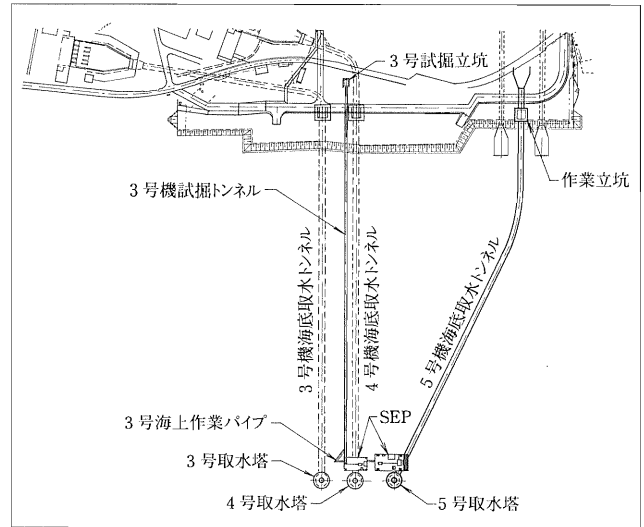 3号試掘立坑
作業立坑
3号機試掘トンネル
3号機海底取水トンネル
4号機海底取水トンネル
5号機海底取水トンネル
3号海上作業パイプ
SEP
3号取水塔
4号取水塔
5号取水塔